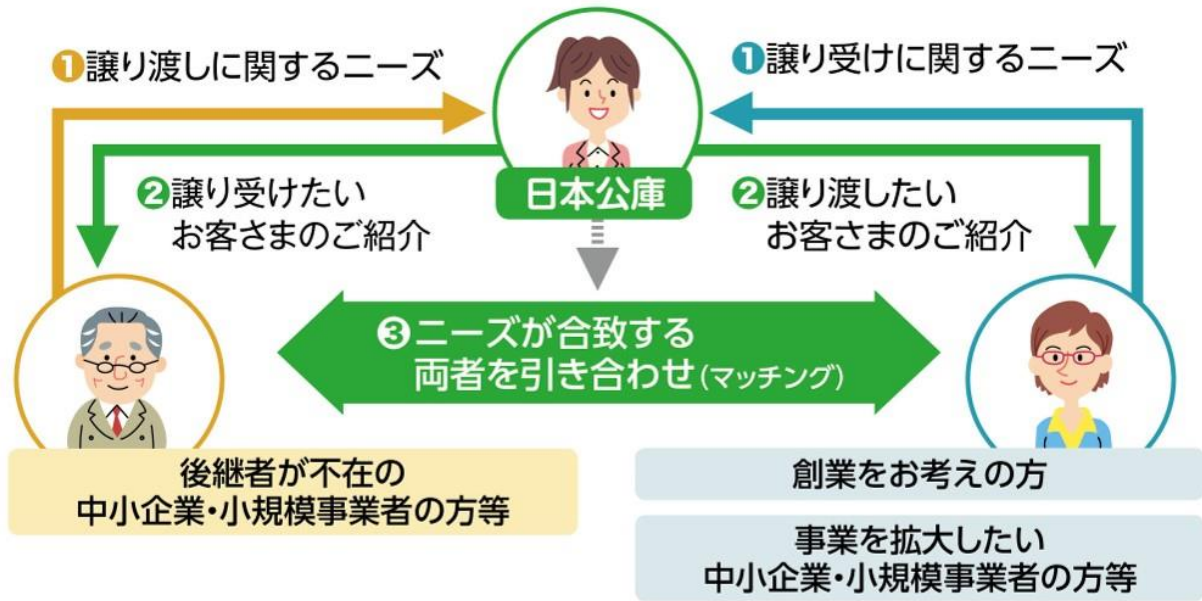 ❶譲り渡しに関するニーズ
❶譲り受けに関するニーズ
日本公庫
❷譲り受けたい
お客さまのご紹介
❷譲り渡したい
お客さまのご紹介
❸ニーズが合致する
両者を引き合わせ(マッチング)
後継者が不在の
中小企業・小規模事業者の方等
創業をお考えの方
事業を拡大したい
中小企業・小規模事業者の方等